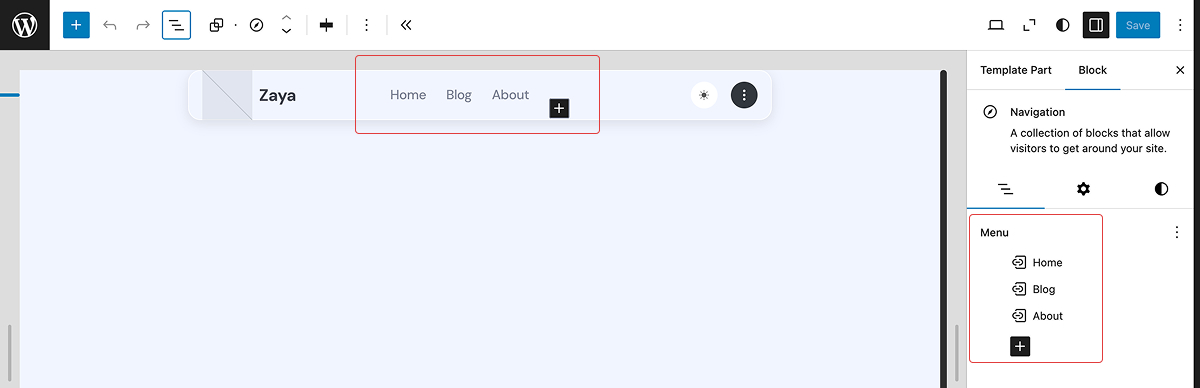 Save
Template Part
Block
Zaya
Home
Blog
About
Navigation
A collection of blocks that allow
visitors to get around your site.
Menu
Home
Blog
About